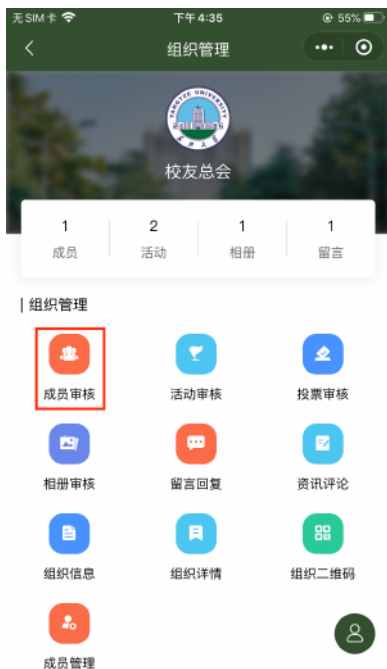 无SIM卡 下午4:35 55%
组织管理
YANGTZE UNIVERSITY
校友总会
1 2 1 1
成员 活动 相册 留言
组织管理
成员审核 活动审核 投票审核
相册审核 留言回复 资讯评论
组织信息 组织详情 组织二维码
成员管理